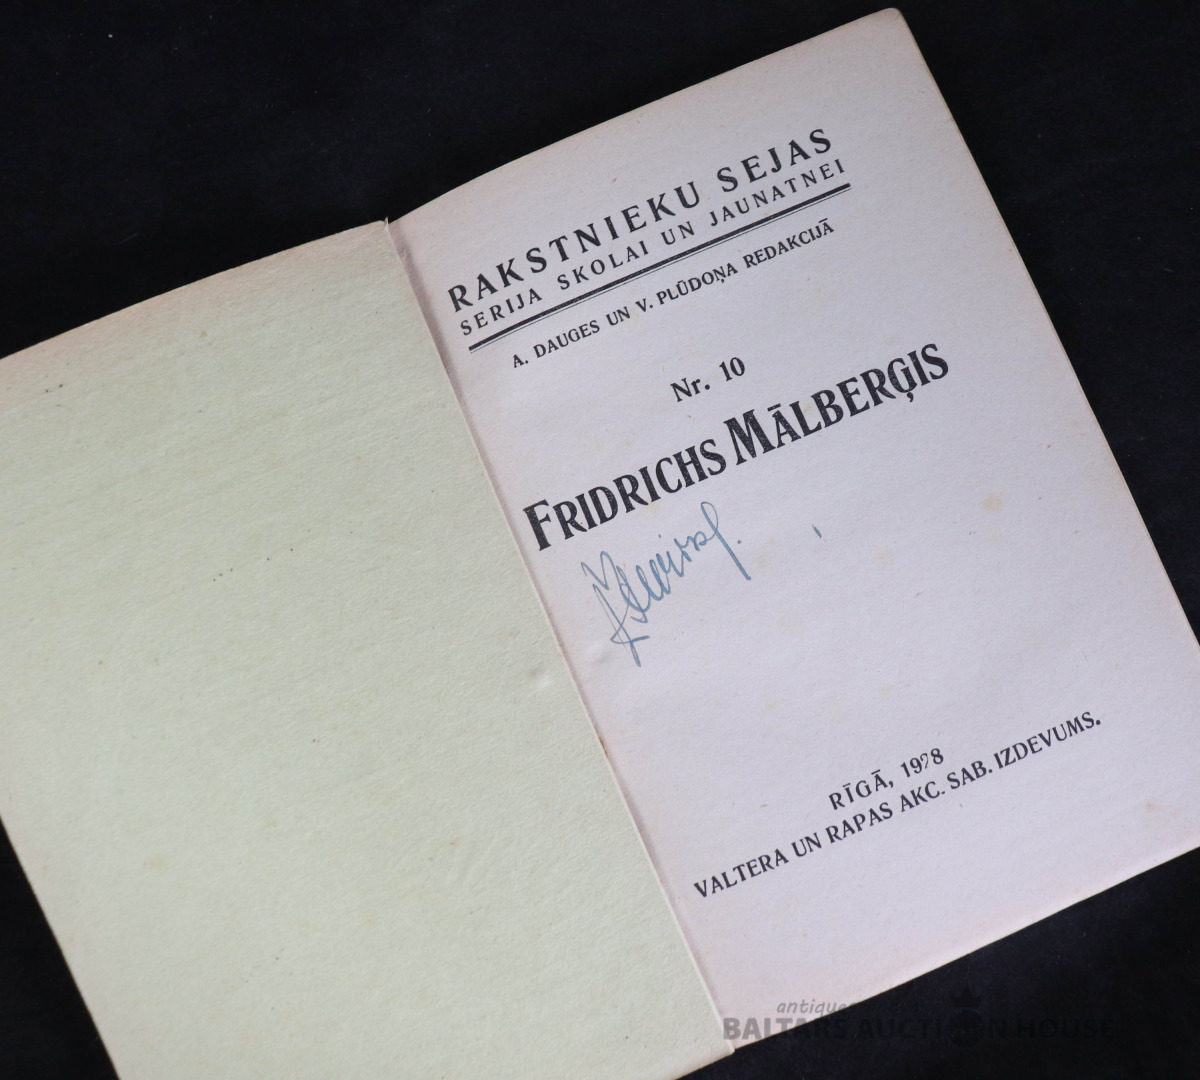 RAKSTNIEKU SEJAS
SERIJA SKOLAI UN JAUNATNEI
A. DAUGES UN V. PLŪDOŅA REDAKCIJĀ
Nr. 10
FRIDRICHS MĀLBERĢIS
RĪGĀ, 1928
VALTERA UN RAPAS AKC. SAB. IZDEVUMS.
BALTARS AUCTION HOUSE